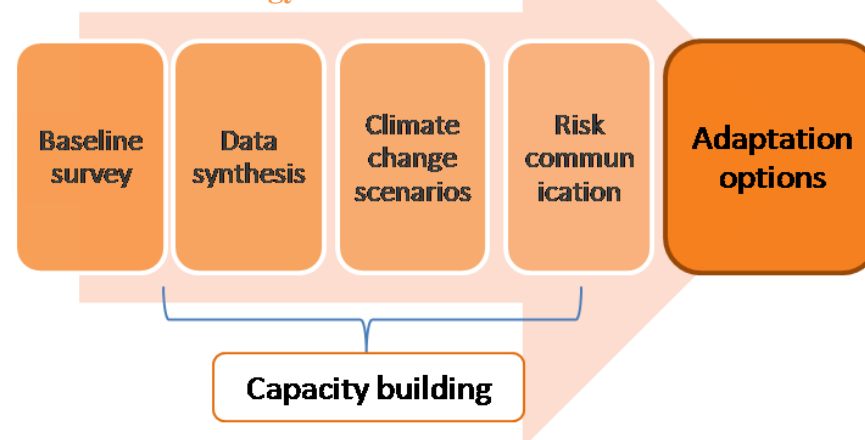 Baseline
survey
Data
synthesis
Climate
change
scenarios
Risk
commun
ication
Adaptation
options
Capacity building